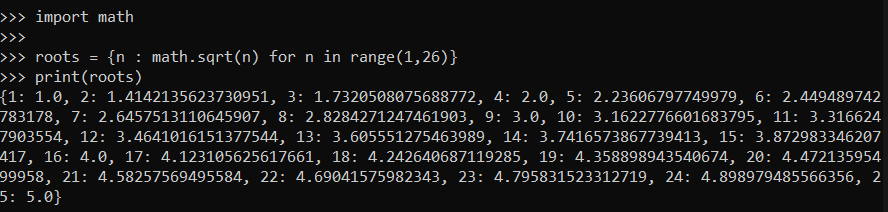 >>> import math
>>>
>>> roots = {n : math.sqrt(n) for n in range(1,26)}
>>> print(roots)
{1: 1.0, 2: 1.4142135623730951, 3: 1.7320508075688772, 4: 2.0, 5: 2.23606797749979, 6: 2.449489742
783178, 7: 2.6457513110645907, 8: 2.8284271247461903, 9: 3.0, 10: 3.1622776601683795, 11: 3.316624
7903554, 12: 3.4641016151377544, 13: 3.605551275463989, 14: 3.7416573867739413, 15: 3.872983346207
417, 16: 4.0, 17: 4.123105625617661, 18: 4.242640687119285, 19: 4.358898943540674, 20: 4.472135954
99958, 21: 4.58257569495584, 22: 4.69041575982343, 23: 4.795831523312719, 24: 4.898979485566356, 2
5: 5.0}